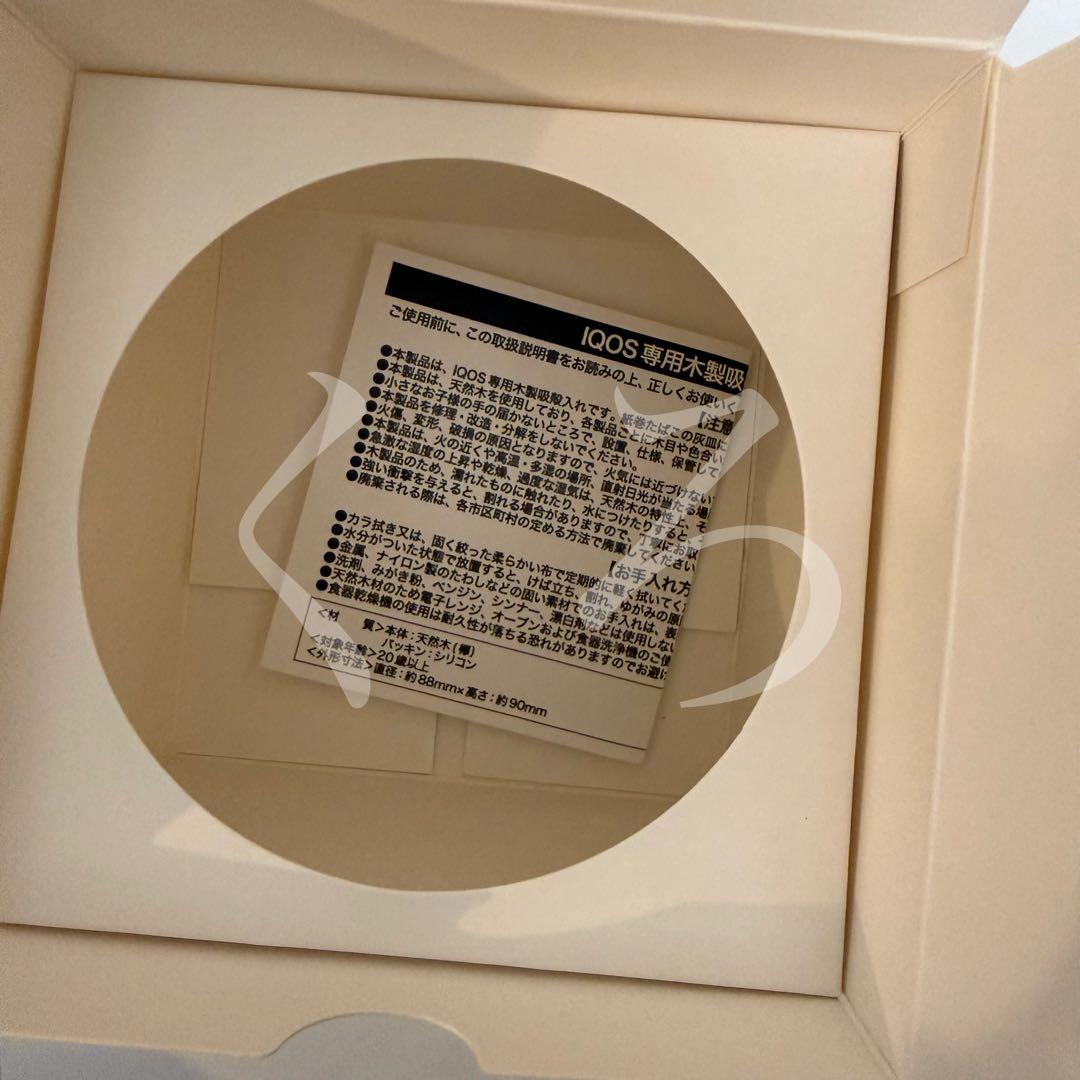 IQOS専用木製吸
ご使用前に、この取扱説明書をお読みの上、正しくお使いく
【注意
●本製品は、IQOS専用木製吸殻入れです。紙巻たばこの灰皿に
●本製品は、天然木を使用しており、各製品ごとに木目や色合い
●小さなお子様の手の届かないところで、設置、仕様、保管して
●本製品を修理・改造・分解をしないでください。
●火傷、変形、破損の原因となりますので、火気には近づけない
●本製品は、火の近くや高温・多湿の場所、直射日光が当たる場
●急激な湿度の上昇や乾燥、過度な湿気は、天然木の特性上、そ
●木製品のため、濡れたものに触れたり、水につけたりすると、
●強い衝撃を与えると、割れる場合がありますので、丁寧にお取
●廃棄される際は、各市区町村の定める方法で廃棄してください
【お手入れ方
●カラ拭き又は、固く絞った柔らかい布で定期的に軽く拭いてく
●水分がついた状態で放置すると、けば立ち、割れ、ゆがみの原
●金属、ナイロン製のたわしなどの固い素材でのお手入れは、表
●洗剤、みがき粉、ベンジン、シンナー、漂白剤などは使用しない
●天然木材のため電子レンジ、オーブンおよび食器洗浄機のご使
●食器乾燥機の使用は耐久性が落ちる恐れがありますのでお避け
<材 質>本体：天然木(欅)
パッキン：シリコン
<対象年齢>20歳以上
<外形寸法>直径：約88mm×高さ：約90mm
くろ